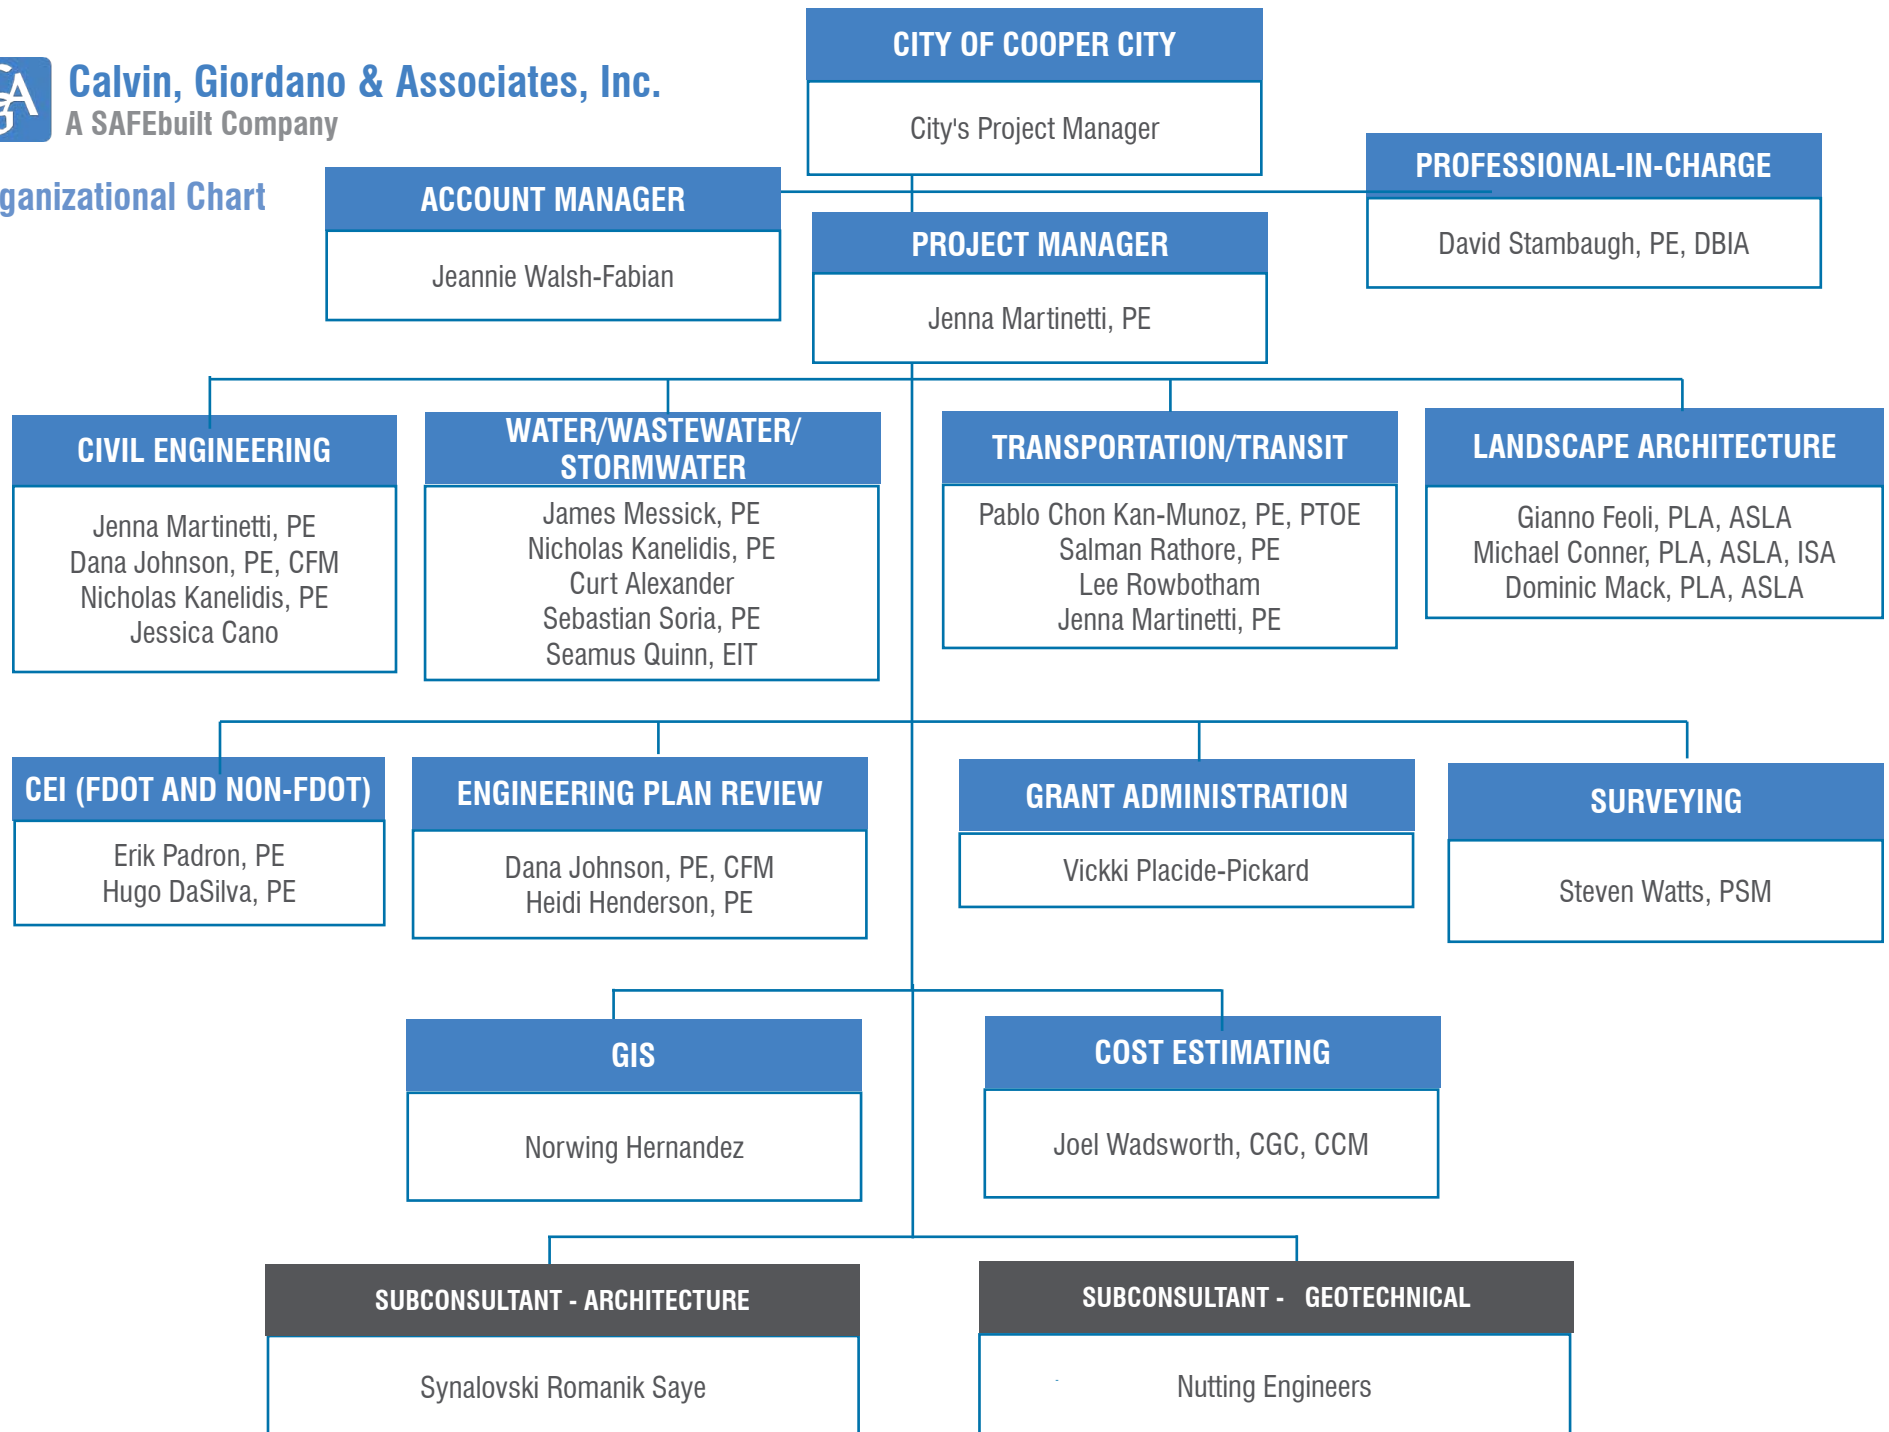 CITY OF COOPER CITY
City's Project Manager
Calvin, Giordano & Associates, Inc.
A SAFEbuilt Company
ganizational Chart
ACCOUNT MANAGER
Jeannie Walsh-Fabian
PROJECT MANAGER
Jenna Martinetti, PE
PROFESSIONAL-IN-CHARGE
David Stambaugh, PE, DBIA
CIVIL ENGINEERING
Jenna Martinetti, PE
Dana Johnson, PE, CFM
Nicholas Kanelidis, PE
Jessica Cano
WATER/WASTEWATER/
STORMWATER
James Messick, PE
Nicholas Kanelidis, PE
Curt Alexander
Sebastian Soria, PE
Seamus Quinn, EIT
TRANSPORTATION/TRANSIT
Pablo Chon Kan-Munoz, PE, PTOE
Salman Rathore, PE
Lee Rowbotham
Jenna Martinetti, PE
LANDSCAPE ARCHITECTURE
Gianno Feoli, PLA, ASLA
Michael Conner, PLA, ASLA, ISA
Dominic Mack, PLA, ASLA
CEI (FDOT AND NON-FDOT)
Erik Padron, PE
Hugo DaSilva, PE
ENGINEERING PLAN REVIEW
Dana Johnson, PE, CFM
Heidi Henderson, PE
GRANT ADMINISTRATION
Vickki Placide-Pickard
SURVEYING
Steven Watts, PSM
GIS
Norwing Hernandez
COST ESTIMATING
Joel Wadsworth, CGC, CCM
SUBCONSULTANT - ARCHITECTURE
Synalovski Romanik Saye
SUBCONSULTANT - GEOTECHNICAL
Nutting Engineers